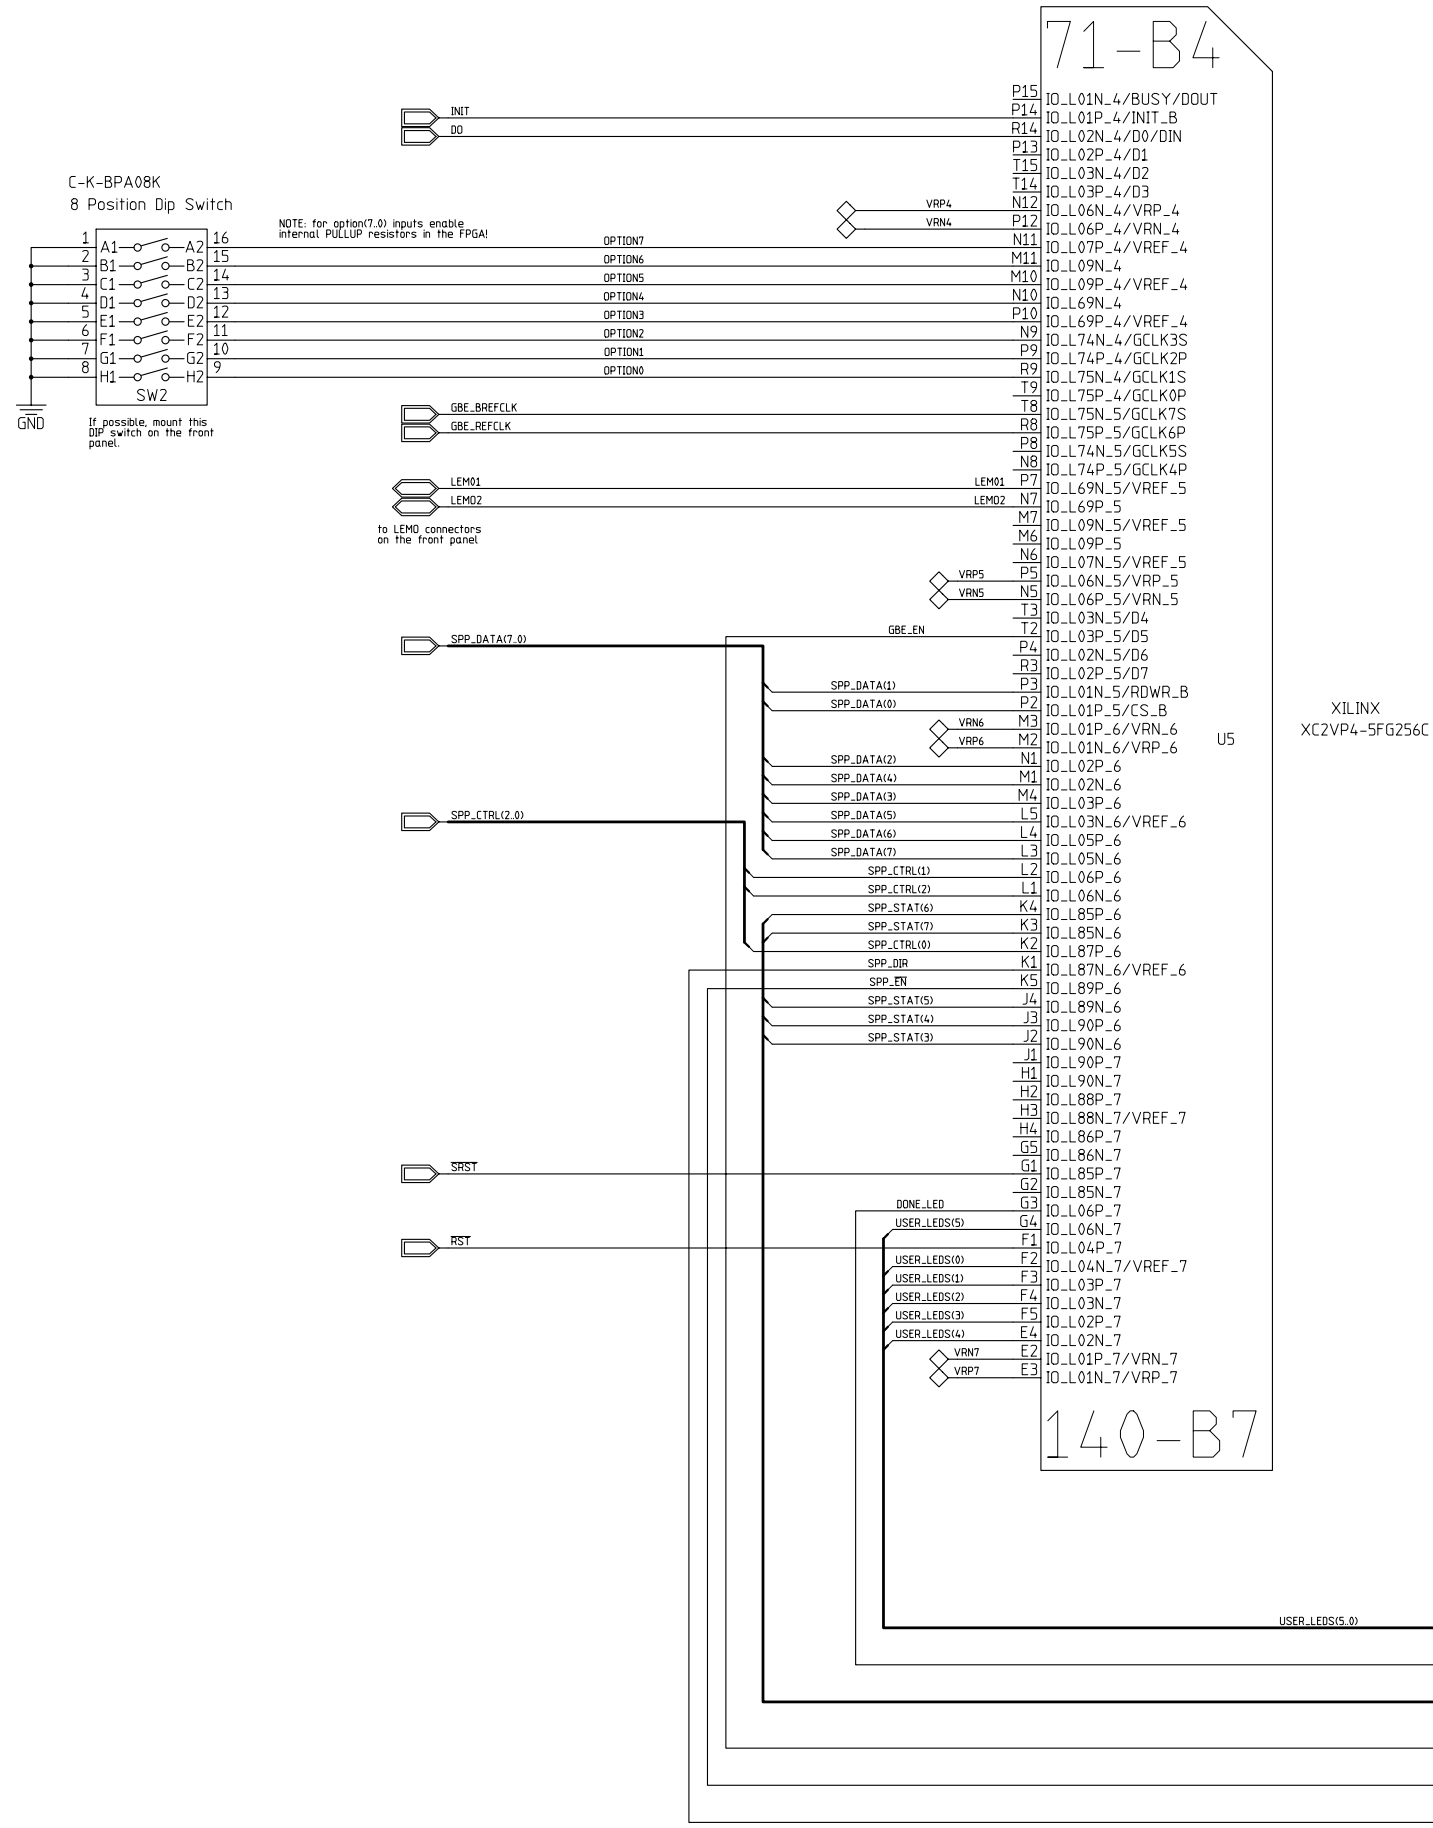 71-B4
P15 IO_L01N_4/BUSY/DOUT
INIT P14 IO_L01P_4/INIT_B
D0 R14 IO_L02N_4/D0/DIN
P13 IO_L02P_4/D1
T15 IO_L03N_4/D2
T14 IO_L03P_4/D3
VRP4 N12 IO_L06N_4/VRP_4
VRN4 P12 IO_L06P_4/VRN_4
C-K-BPA08K
8 Position Dip Switch
NOTE: for option(7..0) inputs enable
internal PULLUP resistors in the FPGA!
1 A1 A2 16 OPTION7 N11 IO_L07P_4/VREF_4
2 B1 B2 15 OPTION6 M11 IO_L09N_4
3 C1 C2 14 OPTION5 M10 IO_L09P_4/VREF_4
4 D1 D2 13 OPTION4 N10 IO_L69N_4
5 E1 E2 12 OPTION3 P10 IO_L69P_4/VREF_4
6 F1 F2 11 OPTION2 N9 IO_L74N_4/GCLK3S
7 G1 G2 10 OPTION1 P9 IO_L74P_4/GCLK2P
8 H1 H2 9 OPTION0 R9 IO_L75N_4/GCLK1S
SW2
GND
If possible, mount this
DIP switch on the front
panel.
T9 IO_L75P_4/GCLK0P
GBE_BREFCLK T8 IO_L75N_5/GCLK7S
GBE_REFCLK R8 IO_L75P_5/GCLK6P
P8 IO_L74N_5/GCLK5S
N8 IO_L74P_5/GCLK4P
LEMO1 LEMO1 P7 IO_L69N_5/VREF_5
LEMO2 LEMO2 N7 IO_L69P_5
to LEMO connectors
on the front panel
M7 IO_L09N_5/VREF_5
M6 IO_L09P_5
N6 IO_L07N_5/VREF_5
VRP5 P5 IO_L06N_5/VRP_5
VRN5 N5 IO_L06P_5/VRN_5
T3 IO_L03N_5/D4
GBE_EN T2 IO_L03P_5/D5
SPP_DATA(7..0)
P4 IO_L02N_5/D6
R3 IO_L02P_5/D7
SPP_DATA(1) P3 IO_L01N_5/RDWR_B
SPP_DATA(0) P2 IO_L01P_5/CS_B
VRN6 M3 IO_L01P_6/VRN_6
VRP6 M2 IO_L01N_6/VRP_6
U5
XILINX
XC2VP4-5FG256C
SPP_DATA(2) N1 IO_L02P_6
SPP_DATA(4) M1 IO_L02N_6
SPP_DATA(3) M4 IO_L03P_6
SPP_CTRL(2..0)
SPP_DATA(5) L5 IO_L03N_6/VREF_6
SPP_DATA(6) L4 IO_L05P_6
SPP_DATA(7) L3 IO_L05N_6
SPP_CTRL(1) L2 IO_L06P_6
SPP_CTRL(2) L1 IO_L06N_6
SPP_STAT(6) K4 IO_L85P_6
SPP_STAT(7) K3 IO_L85N_6
SPP_CTRL(0) K2 IO_L87P_6
SPP_DIR K1 IO_L87N_6/VREF_6
SPP_EN K5 IO_L89P_6
SPP_STAT(5) J4 IO_L89N_6
SPP_STAT(4) J3 IO_L90P_6
SPP_STAT(3) J2 IO_L90N_6
J1 IO_L90P_7
H1 IO_L90N_7
H2 IO_L88P_7
H3 IO_L88N_7/VREF_7
H4 IO_L86P_7
G5 IO_L86N_7
SRST G1 IO_L85P_7
G2 IO_L85N_7
DONE_LED G3 IO_L06P_7
USER_LEDS(5) G4 IO_L06N_7
RST F1 IO_L04P_7
USER_LEDS(0) F2 IO_L04N_7/VREF_7
USER_LEDS(1) F3 IO_L03P_7
USER_LEDS(2) F4 IO_L03N_7
USER_LEDS(3) F5 IO_L02P_7
USER_LEDS(4) E4 IO_L02N_7
VRN7 E2 IO_L01P_7/VRN_7
VRP7 E3 IO_L01N_7/VRP_7
140-B7
USER_LEDS(5..0)